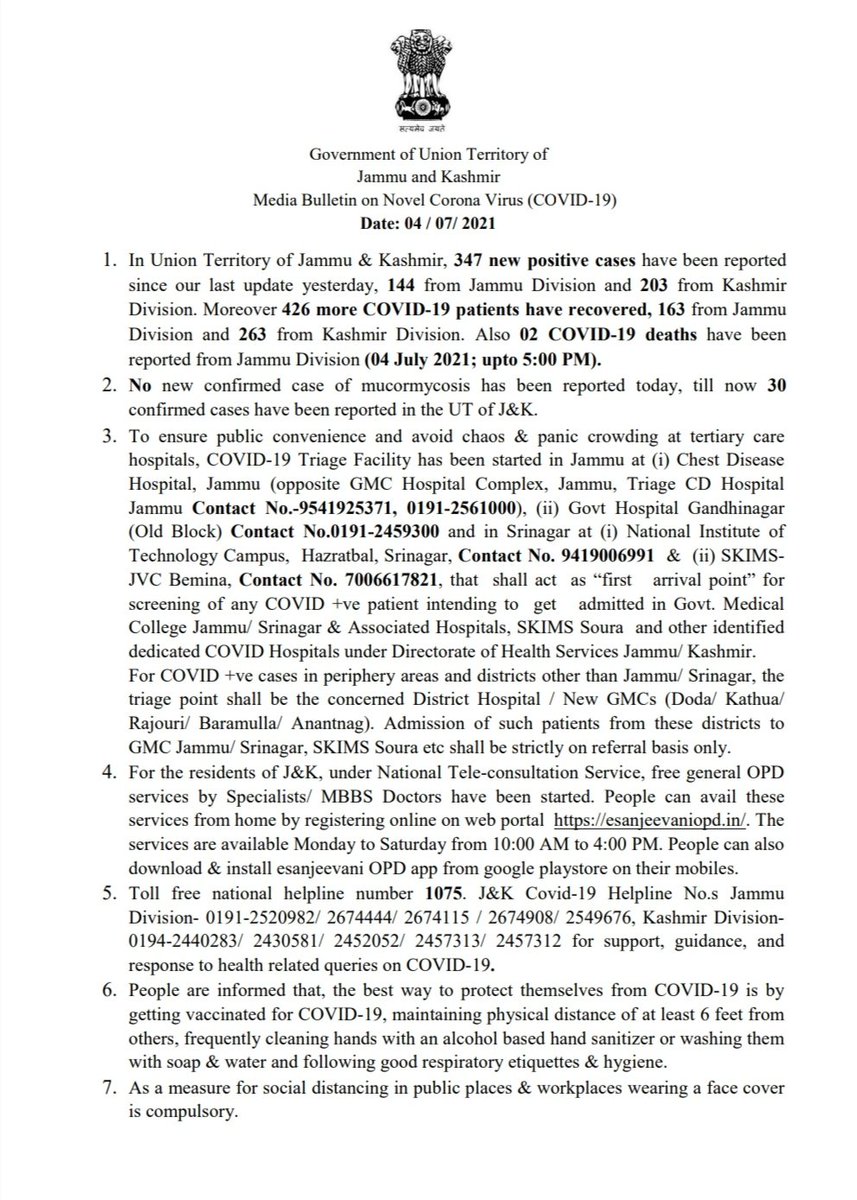 सत्यमेव जयते
Government of Union Territory of
Jammu and Kashmir
Media Bulletin on Novel Corona Virus (COVID-19)
Date: 04 / 07/ 2021
1. In Union Territory of Jammu & Kashmir, 347 new positive cases have been reported
since our last update yesterday, 144 from Jammu Division and 203 from Kashmir
Division. Moreover 426 more COVID-19 patients have recovered, 163 from Jammu
Division and 263 from Kashmir Division. Also 02 COVID-19 deaths have been
reported from Jammu Division (04 July 2021; upto 5:00 PM).
2. No new confirmed case of mucormycosis has been reported today, till now 30
confirmed cases have been reported in the UT of J&K.
3. To ensure public convenience and avoid chaos & panic crowding at tertiary care
hospitals, COVID-19 Triage Facility has been started in Jammu at (i) Chest Disease
Hospital, Jammu (opposite GMC Hospital Complex, Jammu, Triage CD Hospital
Jammu Contact No.-9541925371, 0191-2561000), (ii) Govt Hospital Gandhinagar
(Old Block) Contact No.0191-2459300 and in Srinagar at (i) National Institute of
Technology Campus, Hazratbal, Srinagar, Contact No. 9419006991 & (ii) SKIMS-
JVC Bemina, Contact No. 7006617821, that shall act as “first arrival point” for
screening of any COVID +ve patient intending to get admitted in Govt. Medical
College Jammu/ Srinagar & Associated Hospitals, SKIMS Soura and other identified
dedicated COVID Hospitals under Directorate of Health Services Jammu/ Kashmir.
For COVID +ve cases in periphery areas and districts other than Jammu/ Srinagar, the
triage point shall be the concerned District Hospital / New GMCs (Doda/ Kathua/
Rajouri/ Baramulla/ Anantnag). Admission of such patients from these districts to
GMC Jammu/ Srinagar, SKIMS Soura etc shall be strictly on referral basis only.
4. For the residents of J&K, under National Tele-consultation Service, free general OPD
services by Specialists/ MBBS Doctors have been started. People can avail these
services from home by registering online on web portal https://esanjeevaniopd.in/. The
services are available Monday to Saturday from 10:00 AM to 4:00 PM. People can also
download & install esanjeevani OPD app from google playstore on their mobiles.
5. Toll free national helpline number 1075. J&K Covid-19 Helpline No.s Jammu
Division- 0191-2520982/ 2674444/ 2674115 / 2674908/ 2549676, Kashmir Division-
0194-2440283/ 2430581/ 2452052/ 2457313/ 2457312 for support, guidance, and
response to health related queries on COVID-19.
6. People are informed that, the best way to protect themselves from COVID-19 is by
getting vaccinated for COVID-19, maintaining physical distance of at least 6 feet from
others, frequently cleaning hands with an alcohol based hand sanitizer or washing them
with soap & water and following good respiratory etiquettes & hygiene.
7. As a measure for social distancing in public places & workplaces wearing a face cover
is compulsory.